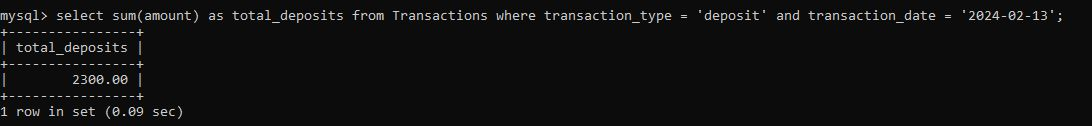 mysql> select sum(amount) as total_deposits from Transactions where transaction_type = 'deposit' and transaction_date = '2024-02-13';
+----------------+
| total_deposits |
+----------------+
|        2300.00 |
+----------------+
1 row in set (0.09 sec)